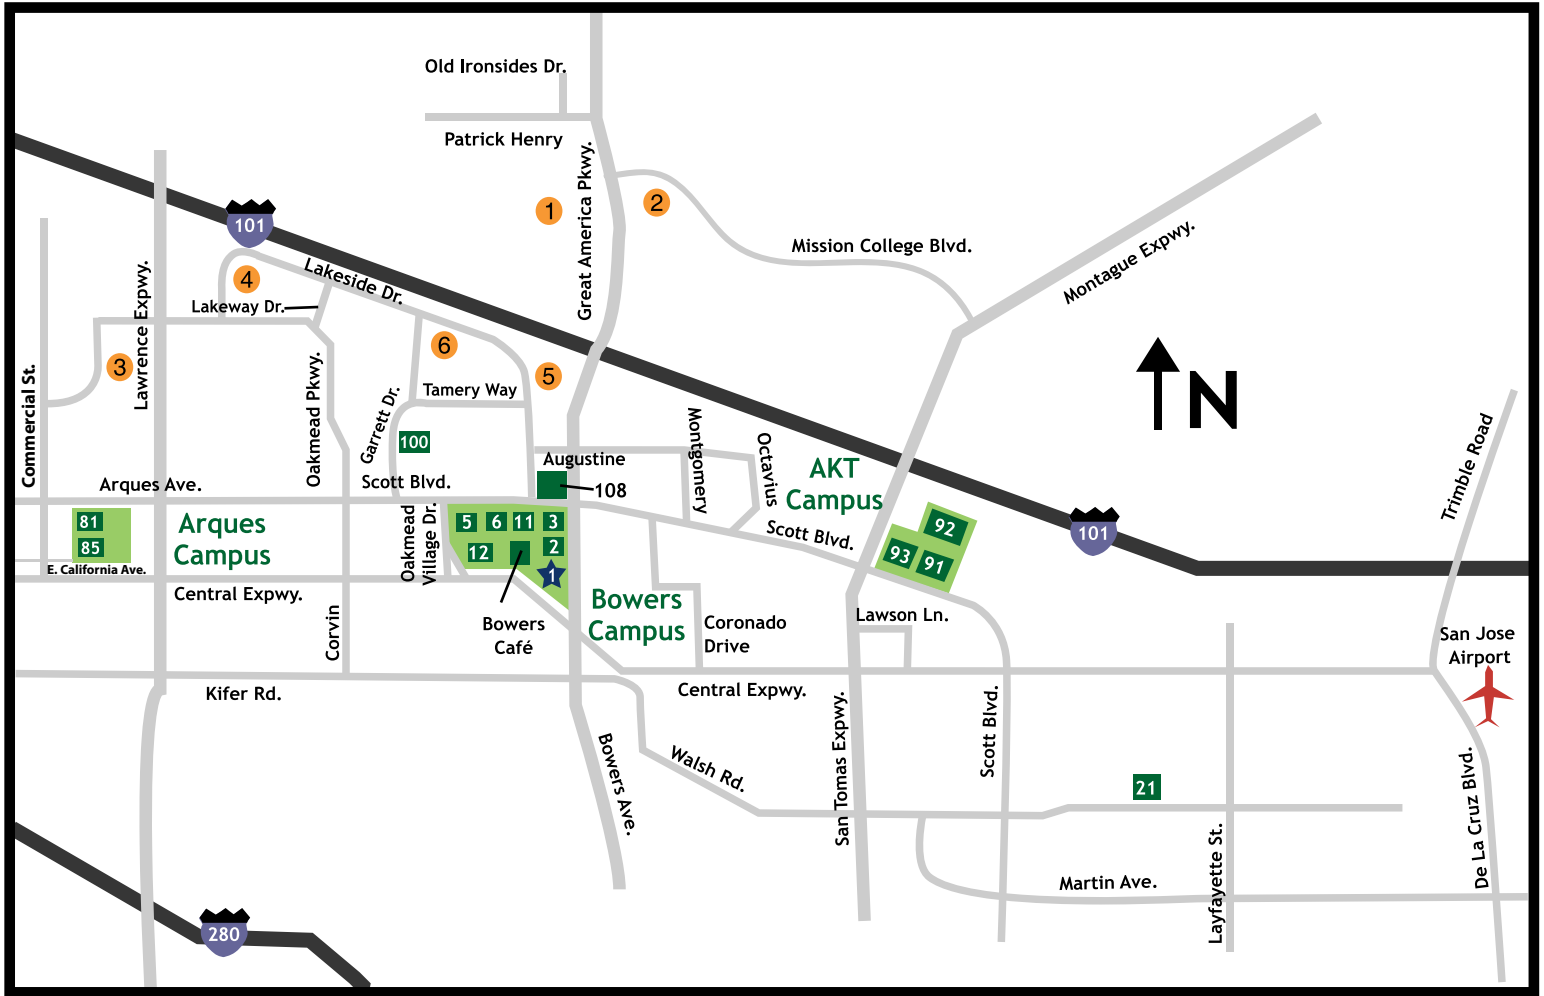 Old Ironsides Dr.
Patrick Henry
Great America Pkwy.
1
2
101
Mission College Blvd.
Montague Expwy.
4
Lakeside Dr.
Lakeway Dr.
Lawrence Expwy.
3
6
5
Commercial St.
Oakmead Pkwy.
Garrett Dr.
Tamery Way
N
100
Montgomery
Octavius
Augustine
108
AKT
Campus
Trimble Road
Arques Ave.
Scott Blvd.
Scott Blvd.
81
85
Arques
Campus
Oakmead
Village Dr.
5
6
11
3
12
2
1
92
93
91
101
E. California Ave.
Central Expwy.
Bowers
Campus
Bowers
Café
Corvin
Coronado
Drive
Lawson Ln.
San Jose
Airport
Kifer Rd.
Central Expwy.
San Tomas Expwy.
Scott Blvd.
Bowers Ave.
Walsh Rd.
21
De La Cruz Blvd.
Layfayette St.
Martin Ave.
280